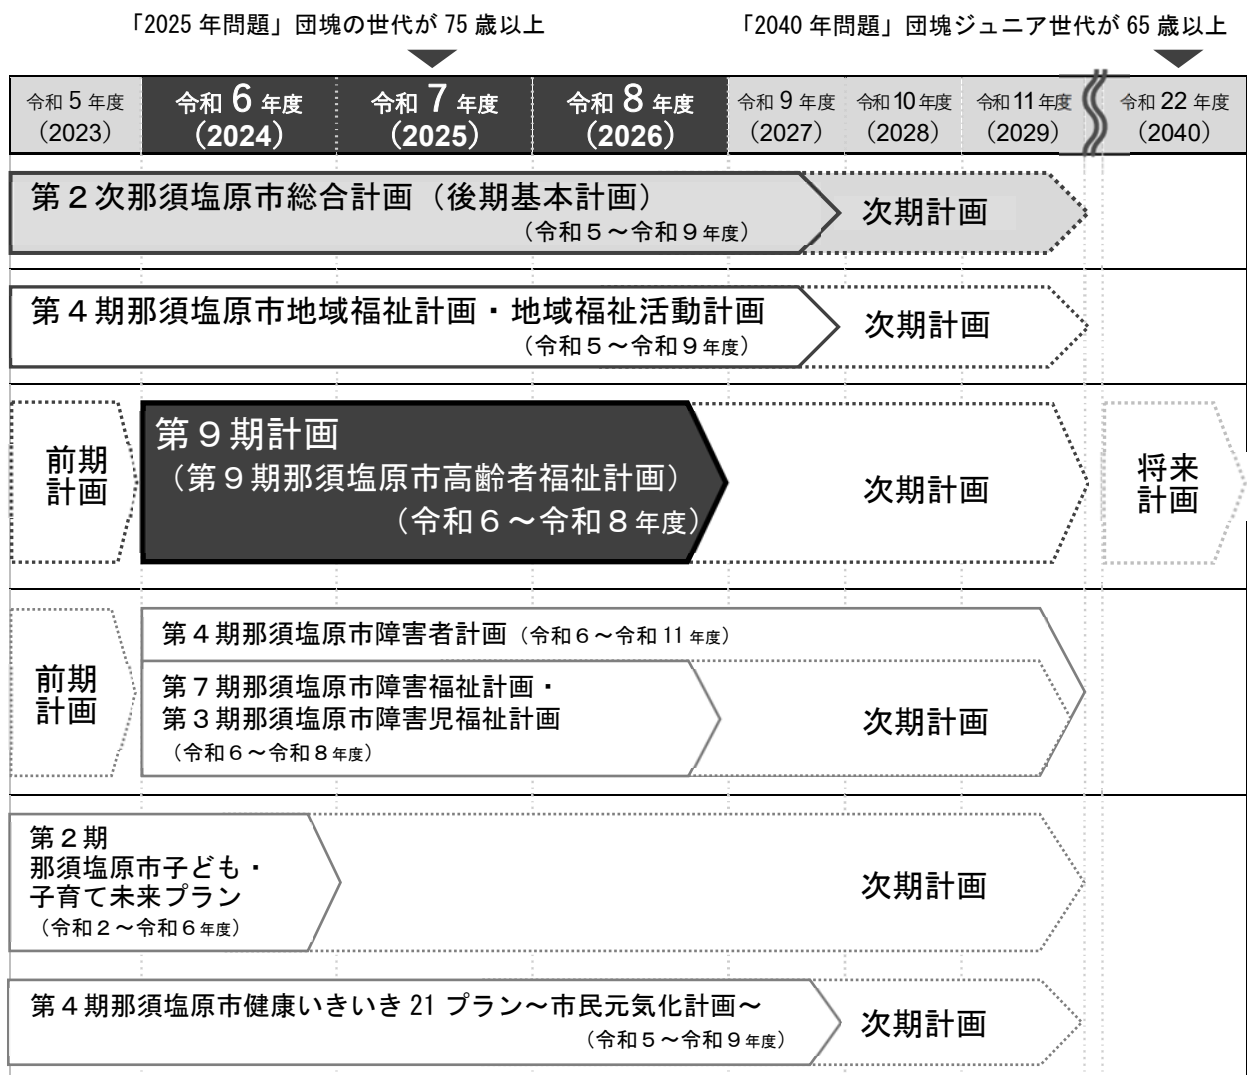 「2025 年問題」団塊の世代が 75 歳以上
「2040 年問題」団塊ジュニア世代が 65 歳以上
令和 5 年度
（2023）
令和 6 年度
（2024）
令和 7 年度
（2025）
令和 8 年度
（2026）
令和 9 年度
（2027）
令和 10 年度
（2028）
令和 11 年度
（2029）
令和 22 年度
（2040）
第２次那須塩原市総合計画（後期基本計画）
（令和５～令和９年度）
次期計画
第４期那須塩原市地域福祉計画・地域福祉活動計画
（令和５～令和９年度）
次期計画
前期
計画
第９期計画
（第９期那須塩原市高齢者福祉計画）
（令和６～令和８年度）
次期計画
将来
計画
前期
計画
第４期那須塩原市障害者計画（令和６～令和 11 年度）
第７期那須塩原市障害福祉計画・
第３期那須塩原市障害児福祉計画
（令和６～令和８年度）
次期計画
第２期
那須塩原市子ども・
子育て未来プラン
（令和２～令和６年度）
次期計画
第４期那須塩原市健康いきいき 21 プラン～市民元気化計画～
（令和５～令和９年度）
次期計画